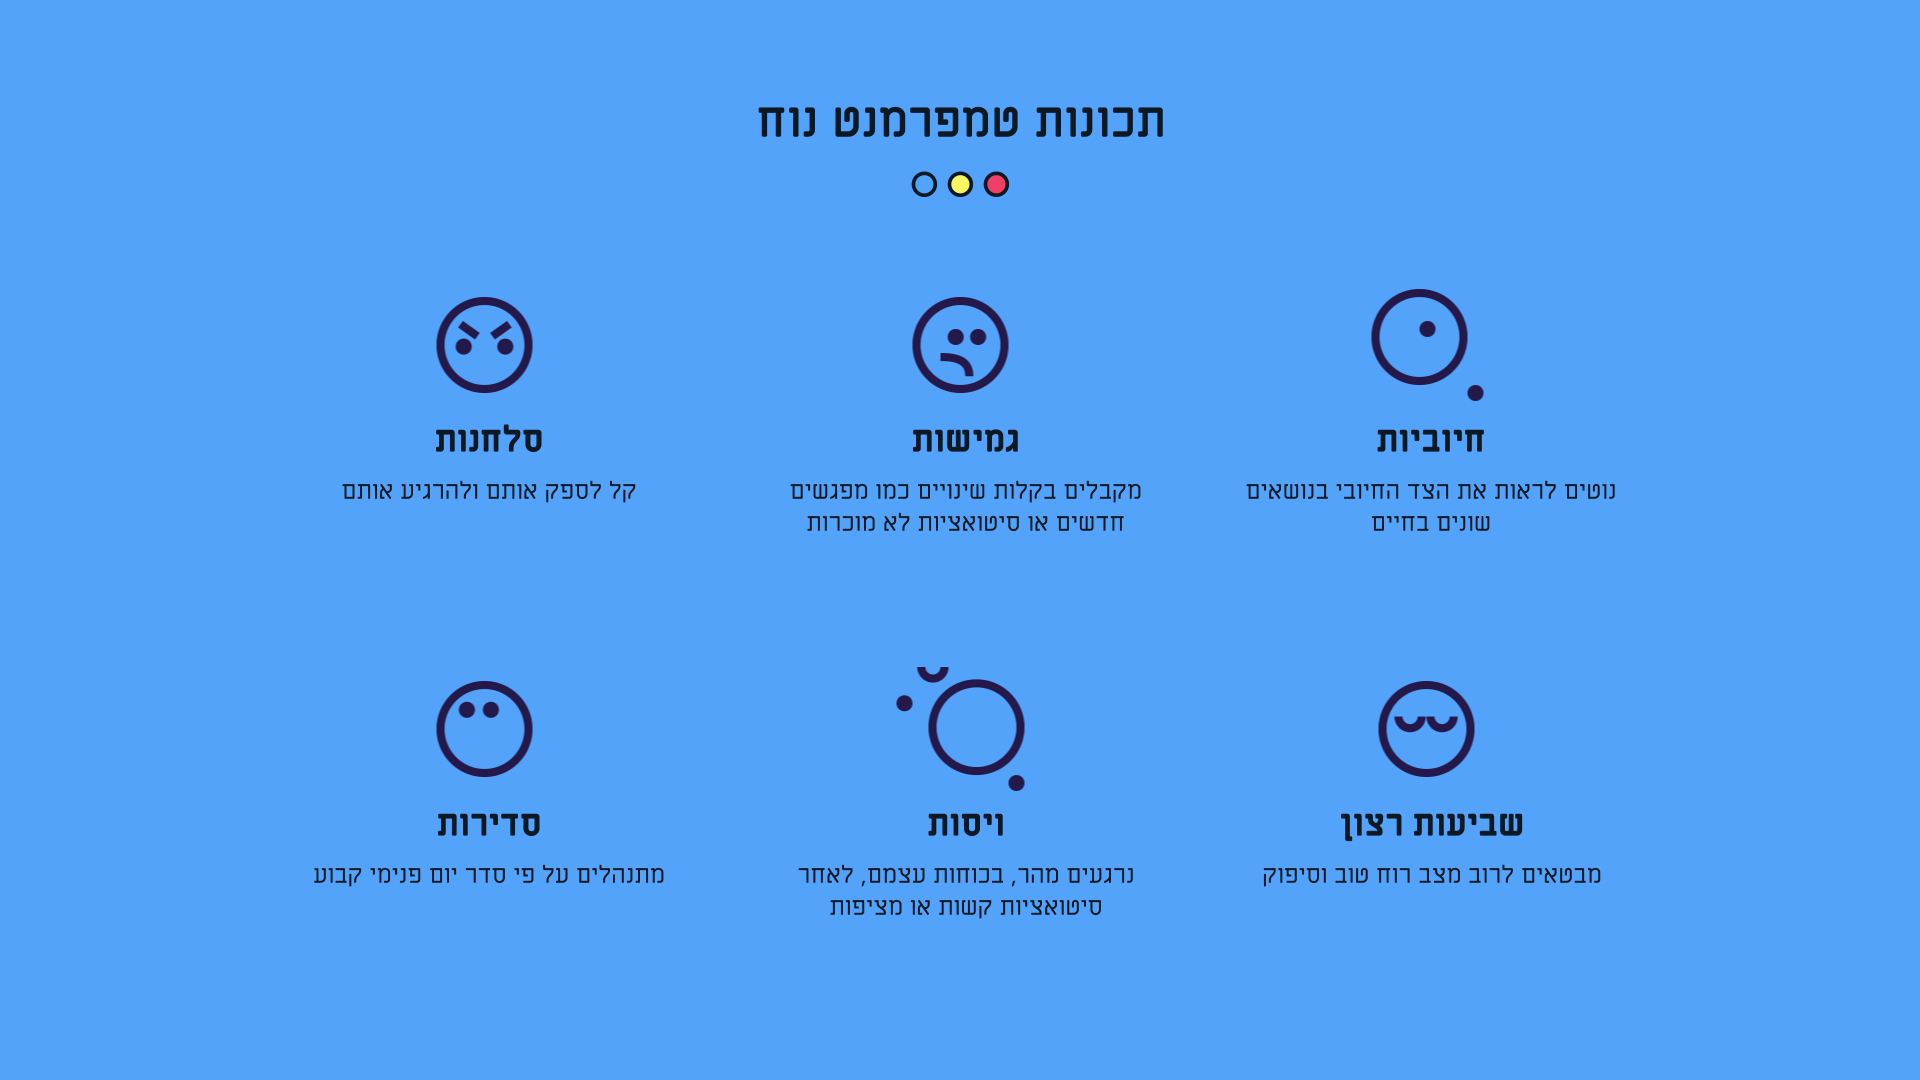 תכונות טמפרמנט נוח
חיוביות
נוטים לראות את הצד החיובי בנושאים
שונים בחיים
גמישות
מקבלים בקלות שינויים כמו מפגשים
חדשים או סיטואציות לא מוכרות
סלחנות
קל לספק אותם ולהרגיע אותם
שביעות רצון
מבטאים לרוב מצב רוח טוב וסיפוק
ויסות
נרגעים מהר, בכוחות עצמם, לאחר
סיטואציות קשות או מציפות
סדירות
מתנהלים על פי סדר יום פנימי קבוע